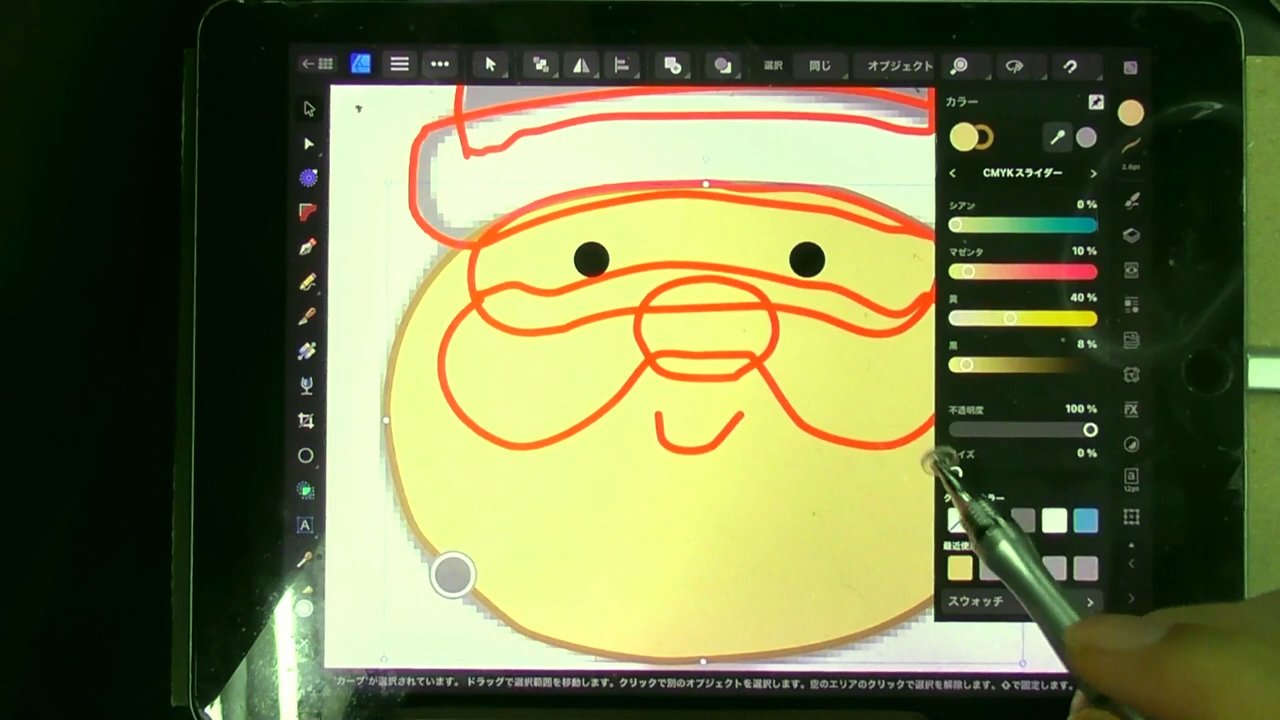 選択 同じ オブジェクト
カラー
2.8pt
CMYKスライダー
シアン 0 %
マゼンタ 10 %
黄 40 %
黒 8 %
不透明度 100 %
イズ 0 %
FX
a
12pt
A
最近使
スウォッチ
'カーブ'が選択されています。 ドラッグで選択範囲を移動します。クリックで別のオブジェクトを選択します。空のエリアのクリックで選択を解除します。